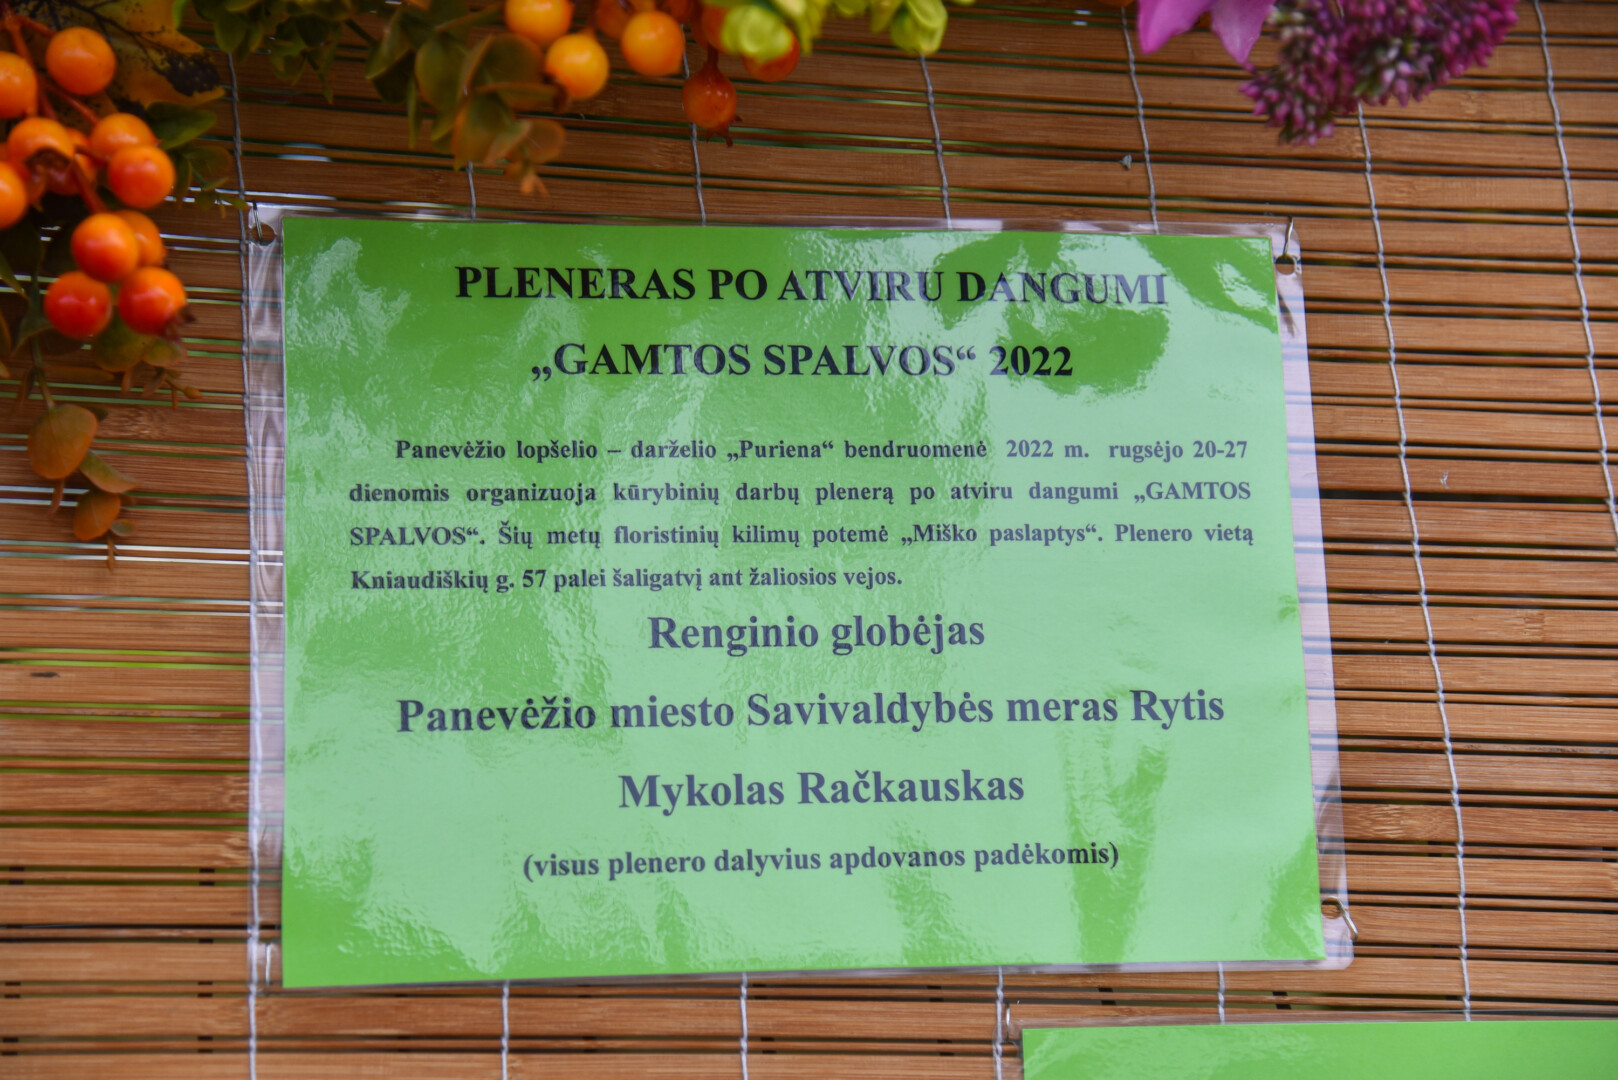 PLENERAS PO ATVIRU DANGUMI
„GAMTOS SPALVOS“ 2022
Panevėžio lopšelio – darželio „Puriena“ bendruomenė 2022 m. rugsėjo 20-27
dienomis organizuoja kūrybinių darbų plenerą po atviru dangumi „GAMTOS
SPALVOS“. Šių metų floristinių kilimų potemė „Miško paslaptys“. Plenero vietą
Kniaudiškių g. 57 palei šaligatvį ant žaliosios vejos.
Renginio globėjas
Panevėžio miesto Savivaldybės meras Rytis
Mykolas Račkauskas
(visus plenero dalyvius apdovanos padėkomis)